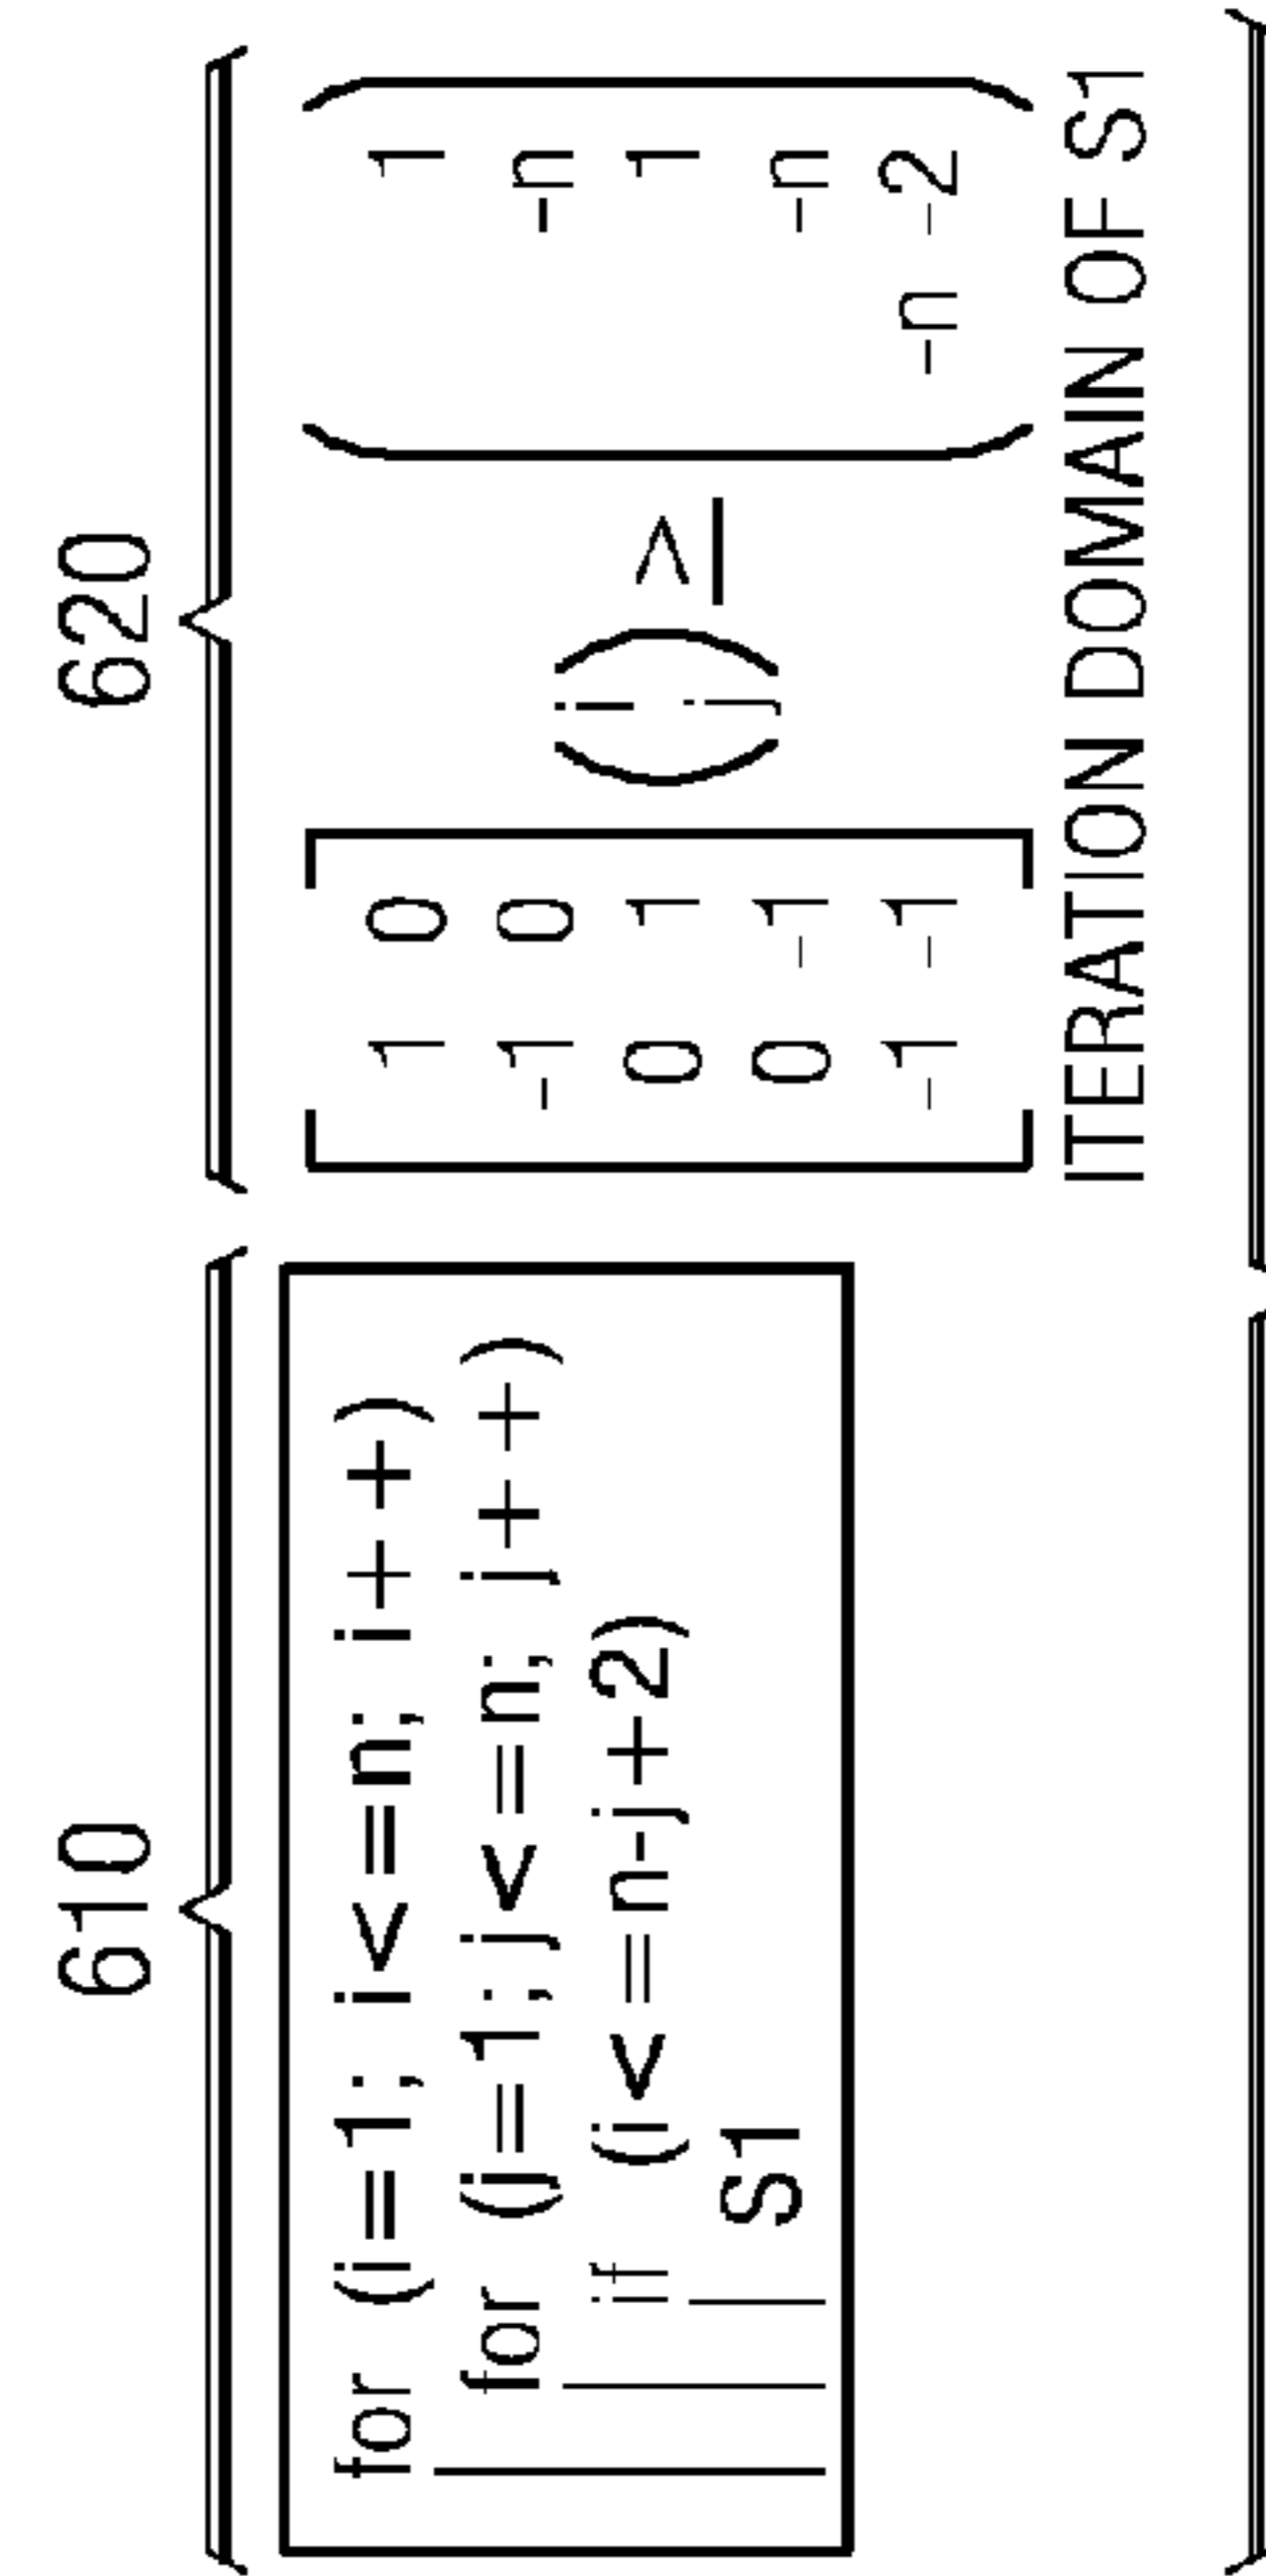 610
for (i=1; i<=n; i++)
for (j=1; j<=n; j++)
if (i<=n-j+2)
S1
620
1 0
-1 0
0 1
0 -1
-1 -1
i
j
≥
1
-n
1
-n
-n -2
ITERATION DOMAIN OF S1